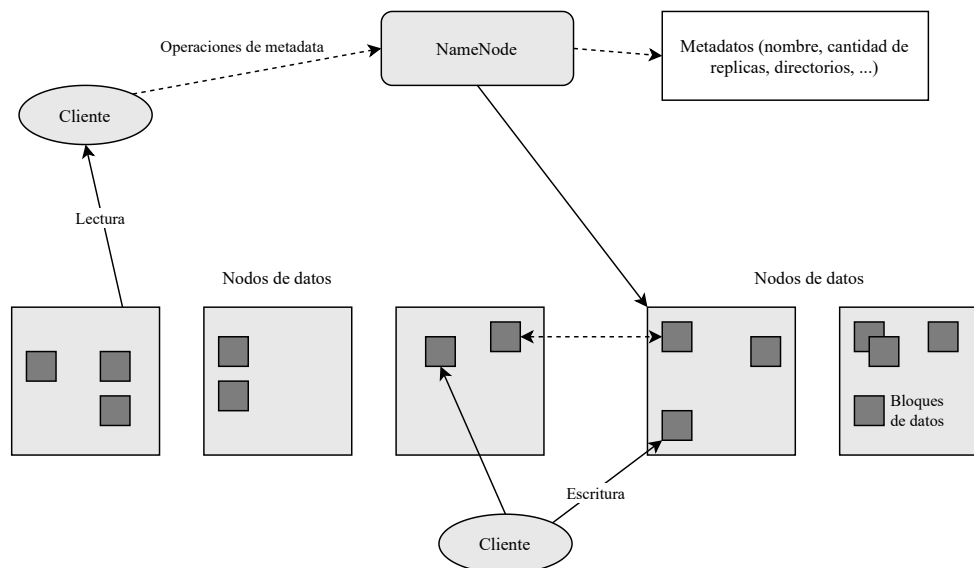 Operaciones de metadata
NameNode
Metadatos (nombre, cantidad de
replicas, directorios, ...)
Cliente
Lectura
Nodos de datos
Nodos de datos
Bloques
de datos
Escritura
Cliente